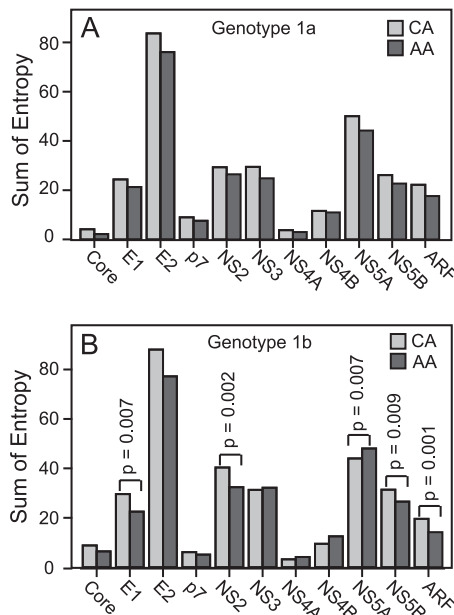 A
Genotype 1a
CA
AA
Sum of Entropy
80
60
40
20
0
Core
E1
E2
p7
NS2
NS3
NS4A
NS4B
NS5A
NS5B
ARF
B
Genotype 1b
CA
AA
Sum of Entropy
80
60
40
20
0
p = 0.007
p = 0.002
p = 0.007
p = 0.009
p = 0.001
Core
E1
E2
p7
NS2
NS3
NS4A
NS4B
NS5A
NS5B
ARF